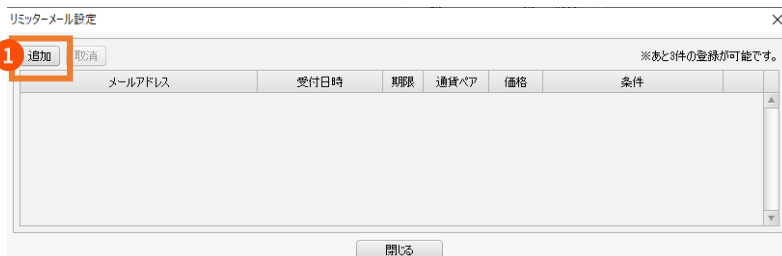 リミッターメール設定
1 追加 取消 ※あと3件の登録が可能です。
メールアドレス 受付日時 期限 通貨ペア 価格 条件
閉じる